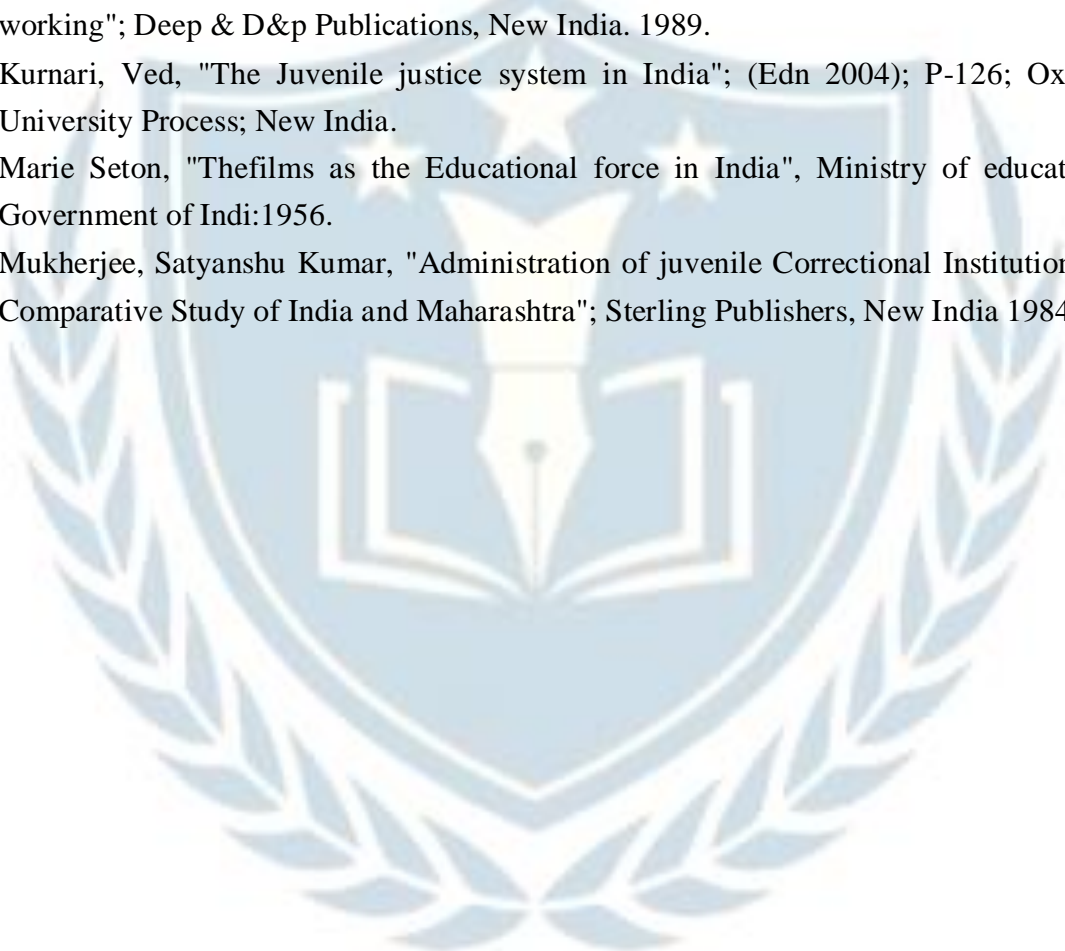 working"; Deep & D&p Publications, New India. 1989.
Kurnari, Ved, "The Juvenile justice system in India"; (Edn 2004); P-126; Ox
University Process; New India.
Marie Seton, "Thefilms as the Educational force in India", Ministry of educat
Government of Indi:1956.
Mukherjee, Satyanshu Kumar, "Administration of juvenile Correctional Institution
Comparative Study of India and Maharashtra"; Sterling Publishers, New India 1984